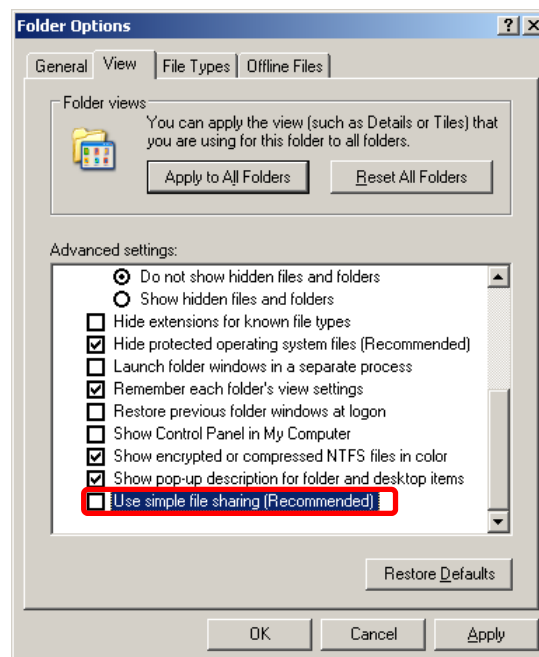 Folder Options
General View File Types Offline Files
Folder views
You can apply the view (such as Details or Tiles) that
you are using for this folder to all folders.
Apply to All Folders Reset All Folders
Advanced settings:
Do not show hidden files and folders
Show hidden files and folders
Hide extensions for known file types
Hide protected operating system files (Recommended)
Launch folder windows in a separate process
Remember each folder's view settings
Restore previous folder windows at logon
Show Control Panel in My Computer
Show encrypted or compressed NTFS files in color
Show pop-up description for folder and desktop items
Use simple file sharing (Recommended)
Restore Defaults
OK Cancel Apply